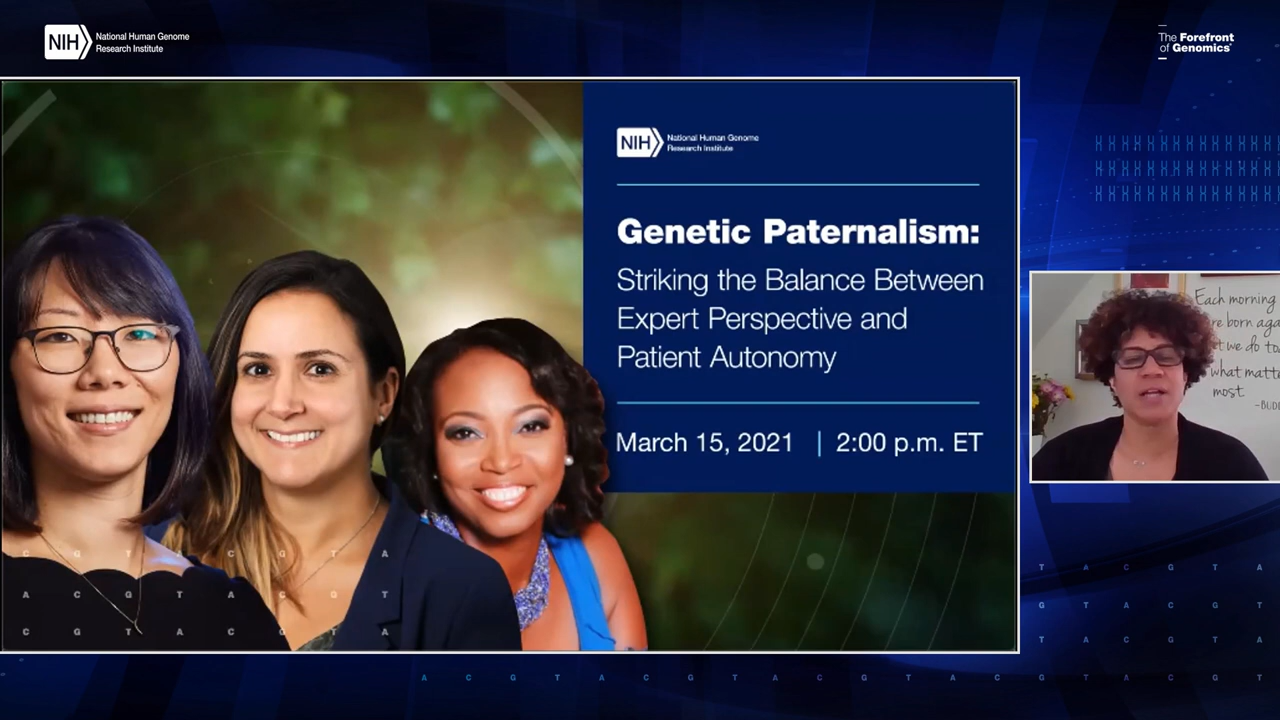 NIH
National Human Genome
Research Institute
The Forefront
of Genomics®
NIH
National Human Genome
Research Institute
Genetic Paternalism:
Striking the Balance Between
Expert Perspective and
Patient Autonomy
March 15, 2021 | 2:00 p.m. ET
Each morning
re born aga
t we do to
what matte
most.
-BUDD
C G T A C G T A
A C G T A C G T
C G T A C G T A
T A C G T A
G T A C G T
T A C G T A
A C G T A C G T A C G T A C G T A C G T A C G T